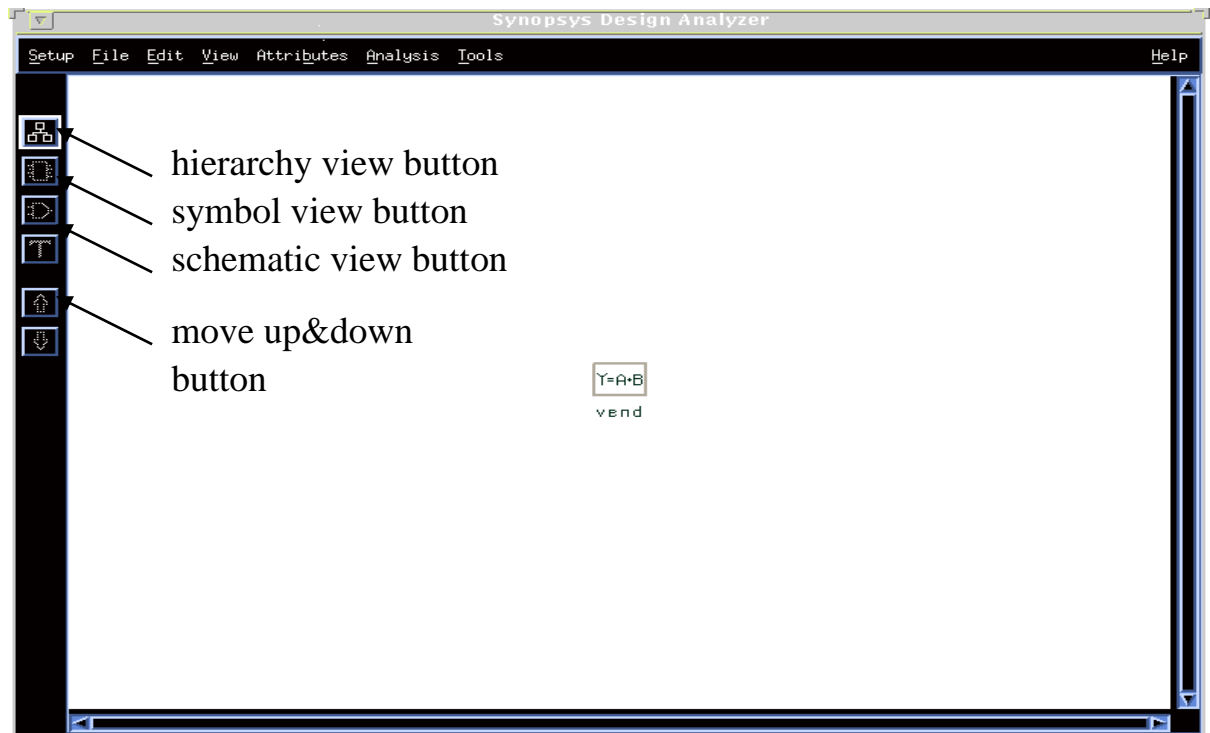 Synopsys Design Analyzer
Setup File Edit View Attributes Analysis Tools Help
hierarchy view button
symbol view button
schematic view button
move up&down
button
Y=A+B
vend